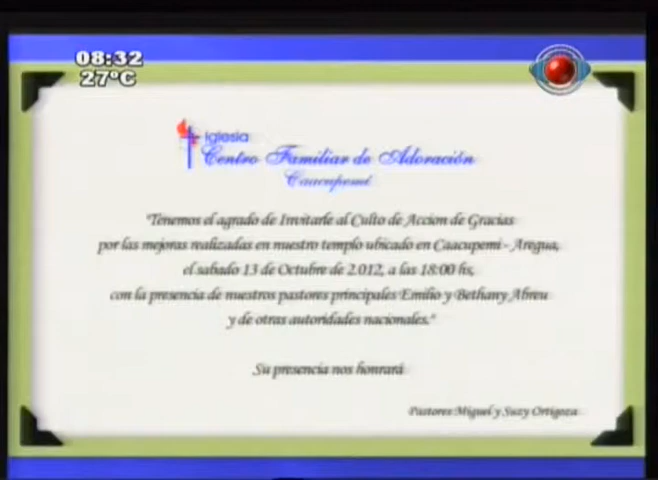 08:32
27°C
Iglesia
Centro Familiar de Adoración
Caacupemí
"Tenemos el agrado de Invitarle al Culto de Accion de Gracias
por las mejoras realizadas en nuestro templo ubicado en Caacupemi - Aregua,
el sabado 13 de Octubre de 2.012, a las 18:00 hs,
con la presencia de nuestros pastores principales Emilio y Bethany Abreu
y de otras autoridades nacionales."
Su presencia nos honrará
Pastores Miguel y Suzy Ortigoza